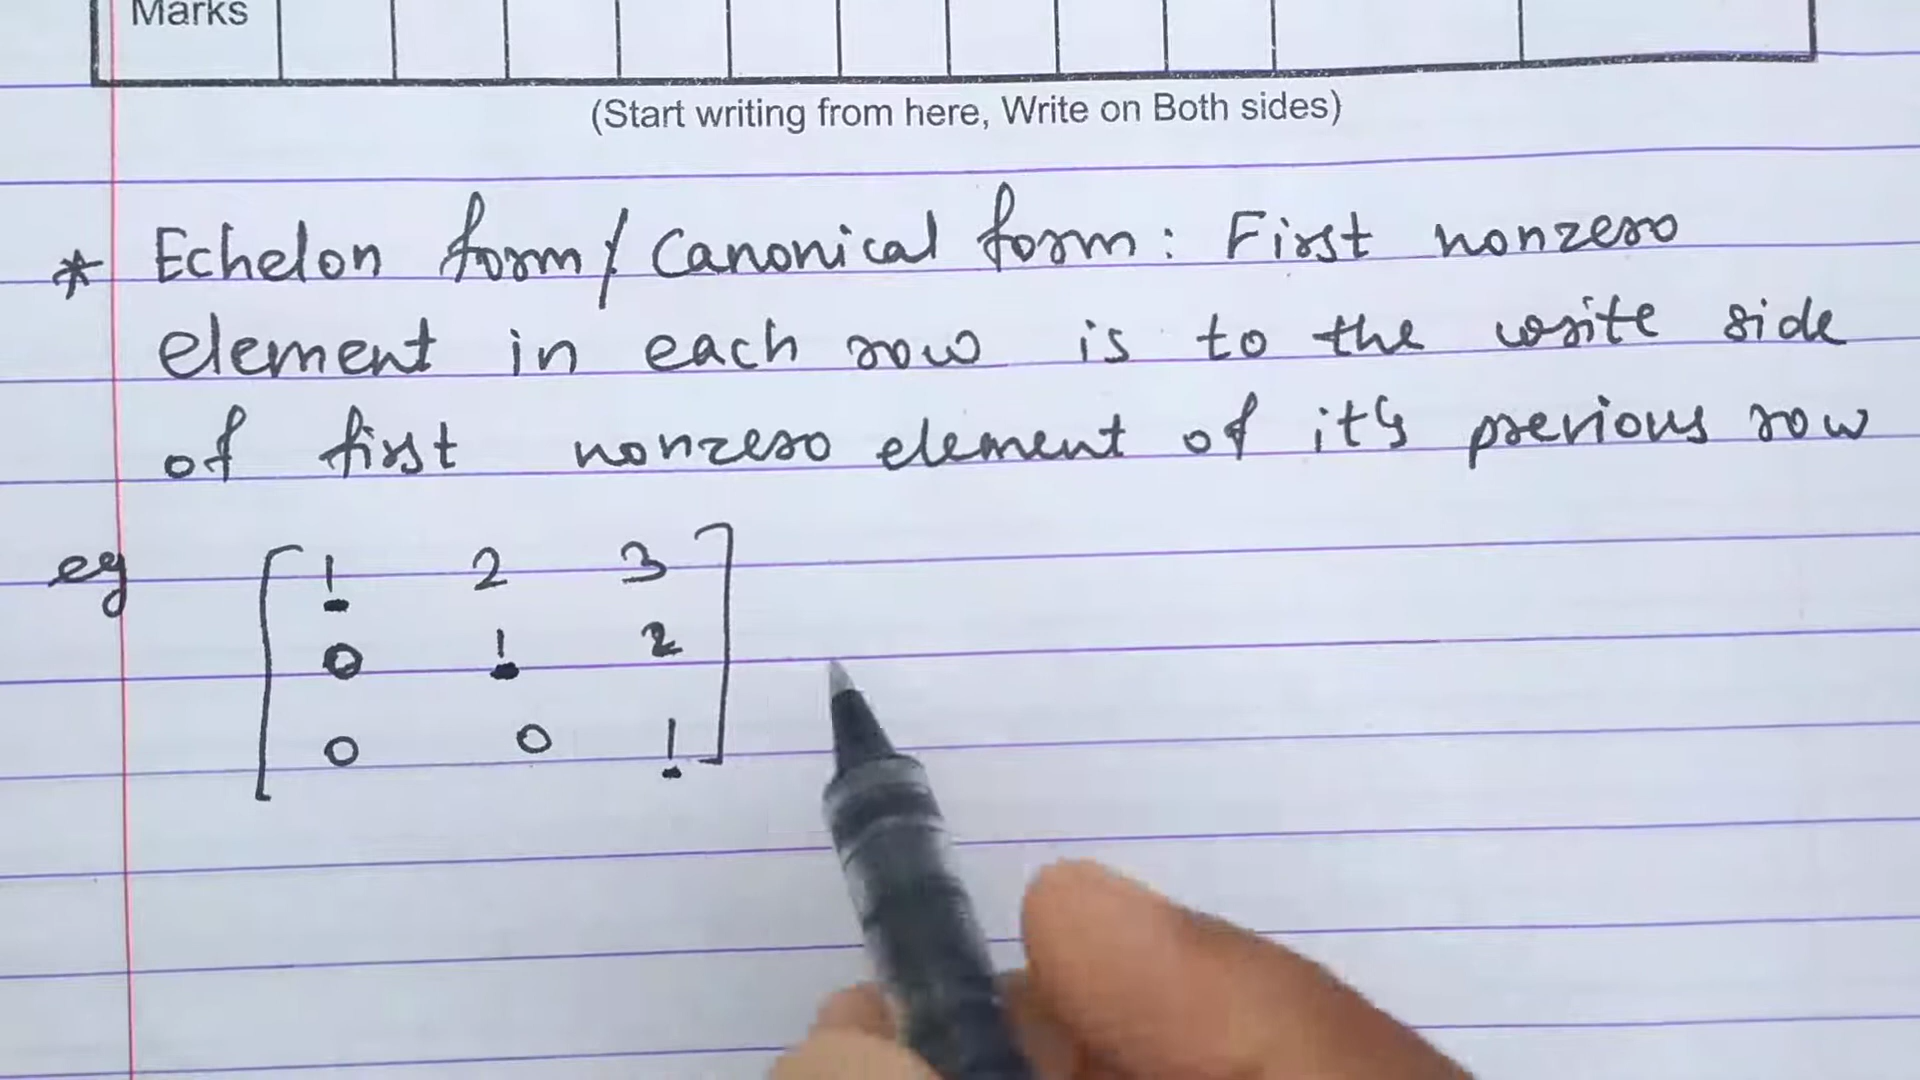 Marks
(Start writing from here, Write on Both sides)
* Echelon form/Canonical form: First nonzero
element in each row is to the write side
of first nonzero element of it's previous row
eg
1 2 3
0 1 2
0 0 1